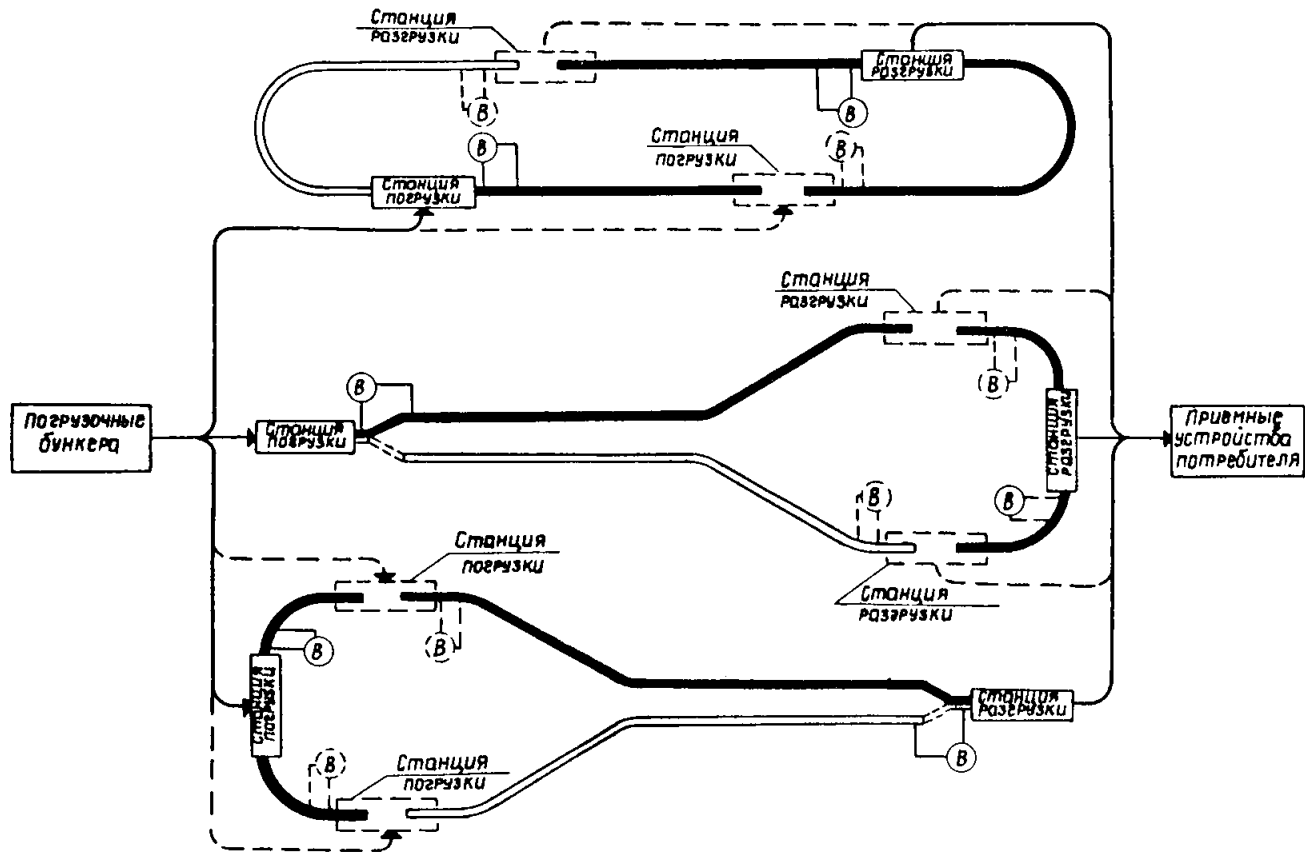 Станция
разгрузки
Станция
разгрузки
В
В
Станция
погрузки
В
В
Станция
погрузки
Станция
разгрузки
В
В
Погрузочные
бункера
Станция
погрузки
Станция
разгрузки
Приемные
устройства
потребителя
В
В
Станция
погрузки
Станция
разгрузки
В
В
Станция
погрузки
Станция
разгрузки
В
В
Станция
погрузки